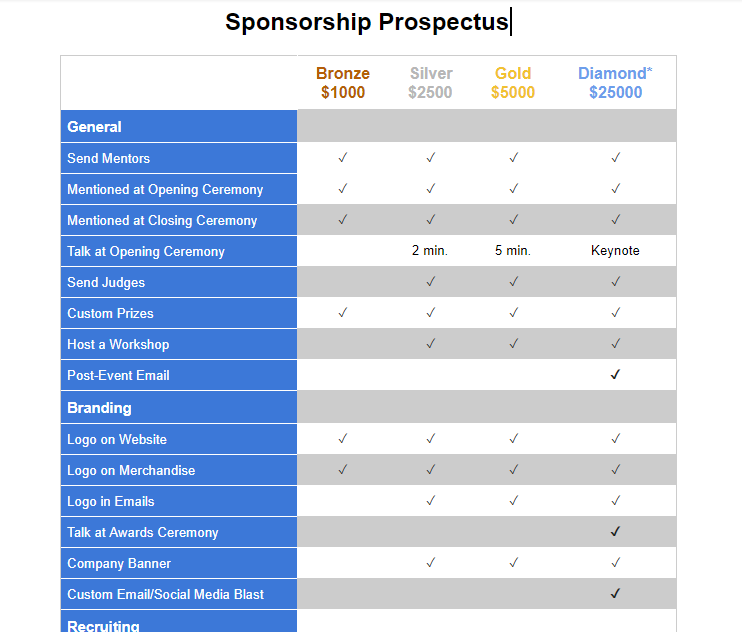 Sponsorship Prospectus
Bronze Silver Gold Diamond*
$1000 $2500 $5000 $25000
General
Send Mentors ✓ ✓ ✓ ✓
Mentioned at Opening Ceremony ✓ ✓ ✓ ✓
Mentioned at Closing Ceremony ✓ ✓ ✓ ✓
Talk at Opening Ceremony 2 min. 5 min. Keynote
Send Judges ✓ ✓ ✓
Custom Prizes ✓ ✓ ✓ ✓
Host a Workshop ✓ ✓ ✓
Post-Event Email ✓
Branding
Logo on Website ✓ ✓ ✓ ✓
Logo on Merchandise ✓ ✓ ✓ ✓
Logo in Emails ✓ ✓ ✓
Talk at Awards Ceremony ✓
Company Banner ✓ ✓ ✓
Custom Email/Social Media Blast ✓
Recruiting